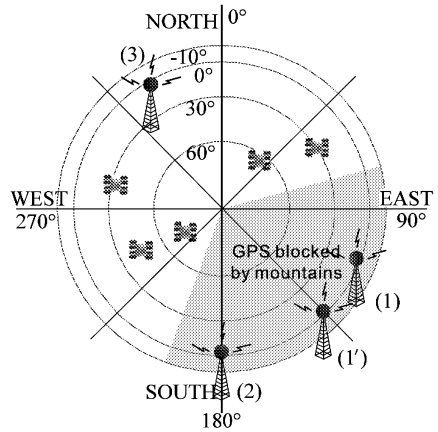 NORTH 0°
(3)
-10°
0°
30°
60°
WEST
270°
EAST
90°
GPS blocked
by mountains
(1)
(1')
SOUTH (2)
180°